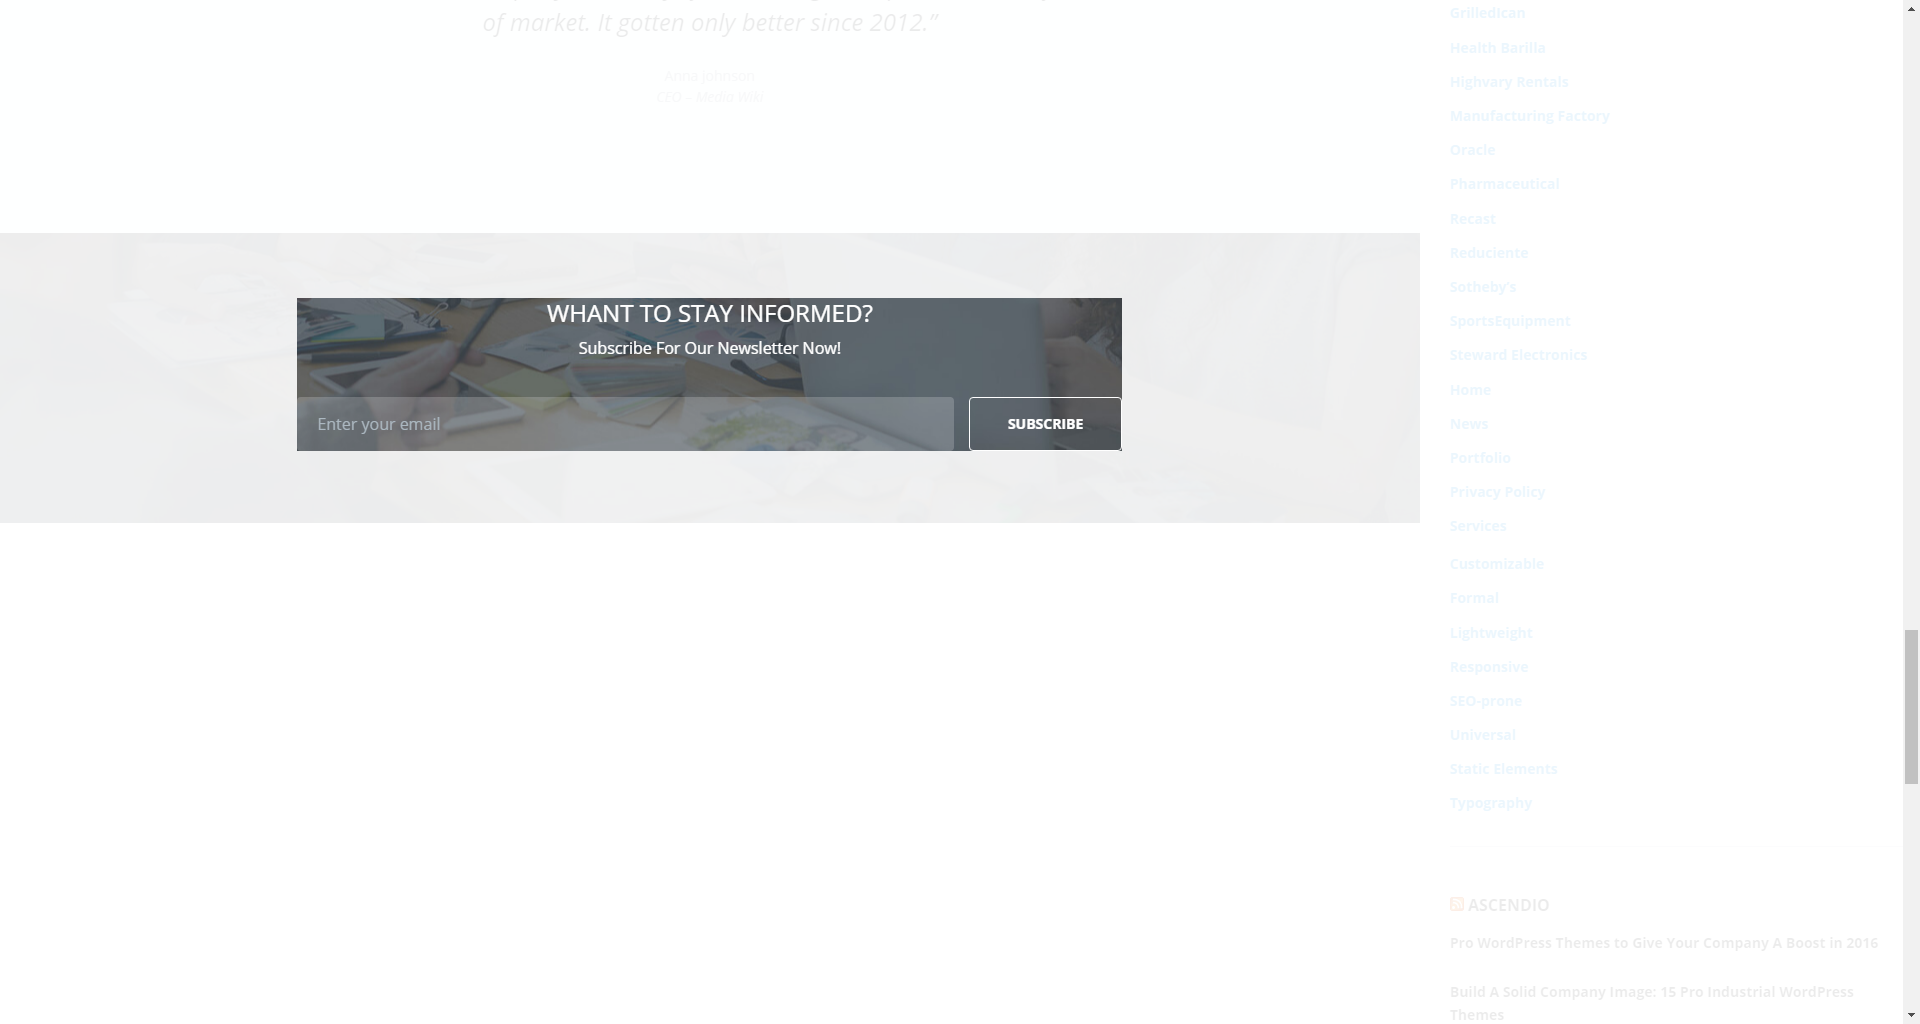 of market. It gotten only better since 2012.”
Anna Johnson
CEO - Media Wiki
WHANT TO STAY INFORMED?
Subscribe For Our Newsletter Now!
Enter your email
SUBSCRIBE
GrilledIcan
Health Barilla
Highvary Rentals
Manufacturing Factory
Oracle
Pharmaceutical
Recast
Reduciente
Sotheby's
SportsEquipment
Steward Electronics
Home
News
Portfolio
Privacy Policy
Services
Customizable
Formal
Lightweight
Responsive
SEO-prone
Universal
Static Elements
Typography
ASCENDIO
Pro WordPress Themes to Give Your Company A Boost in 2016
Build A Solid Company Image: 15 Pro Industrial WordPress
Themes